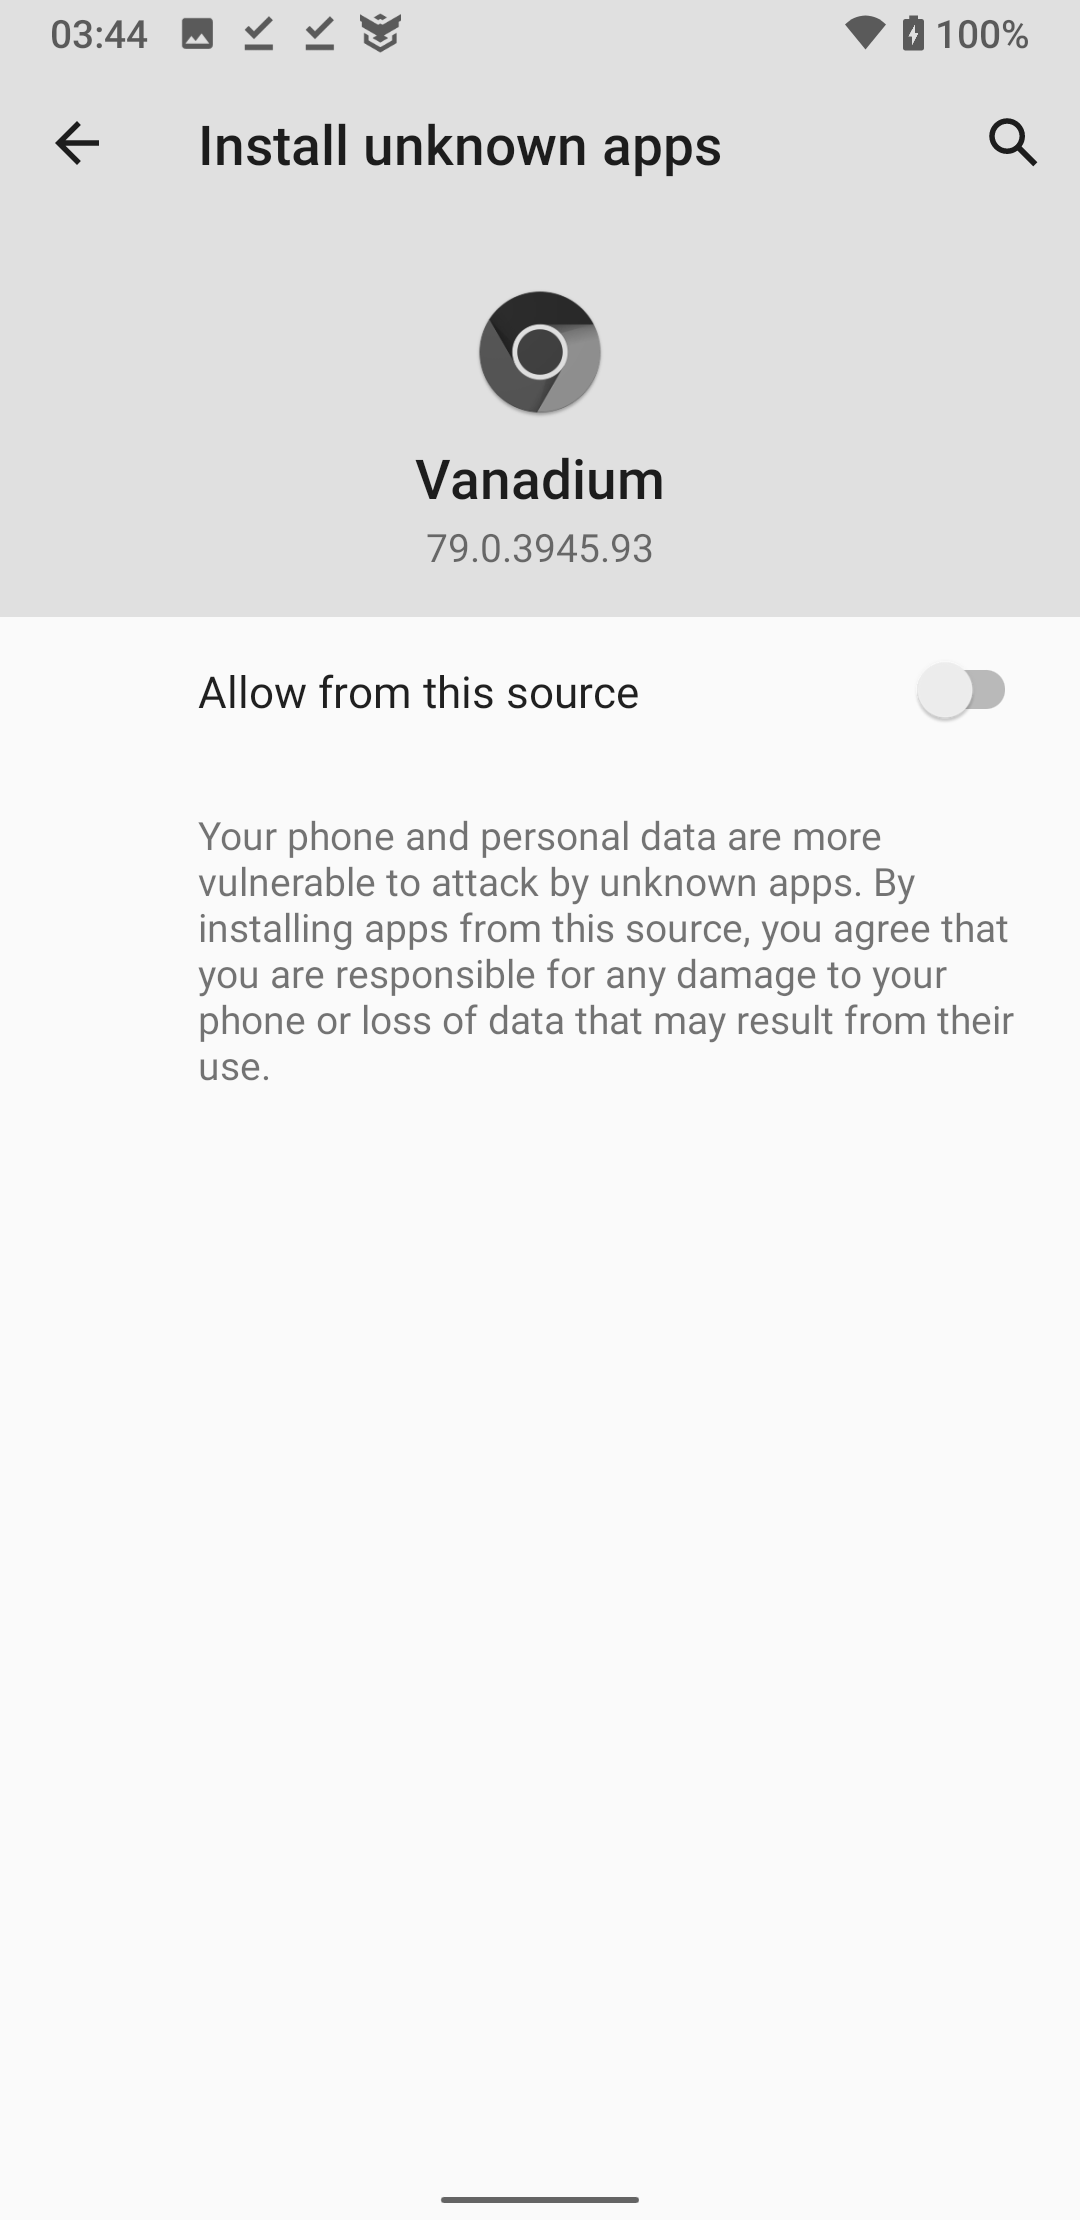 03:44 100%
Install unknown apps
Vanadium
79.0.3945.93
Allow from this source
Your phone and personal data are more
vulnerable to attack by unknown apps. By
installing apps from this source, you agree that
you are responsible for any damage to your
phone or loss of data that may result from their
use.